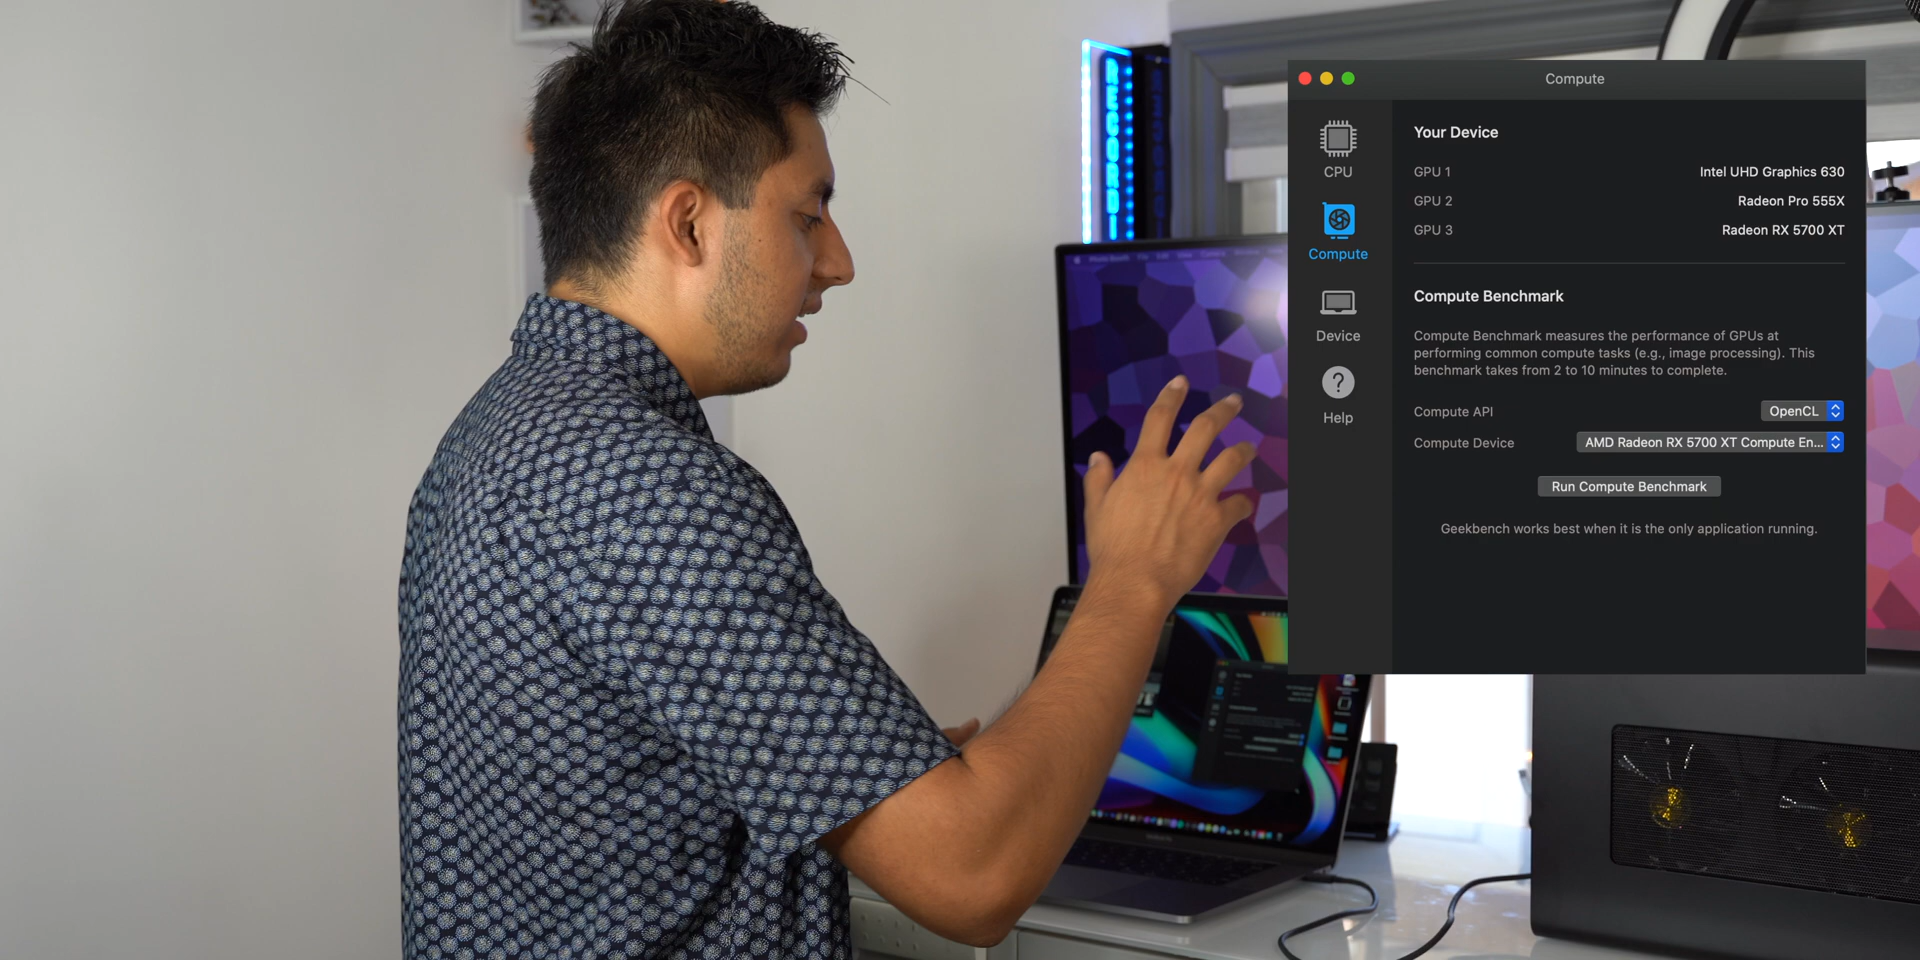 RECORDI
Compute
CPU
Compute
Device
Help
Your Device
GPU 1 Intel UHD Graphics 630
GPU 2 Radeon Pro 555X
GPU 3 Radeon RX 5700 XT
Compute Benchmark
Compute Benchmark measures the performance of GPUs at
performing common compute tasks (e.g., image processing). This
benchmark takes from 2 to 10 minutes to complete.
Compute API OpenCL
Compute Device AMD Radeon RX 5700 XT Compute En...
Run Compute Benchmark
Geekbench works best when it is the only application running.